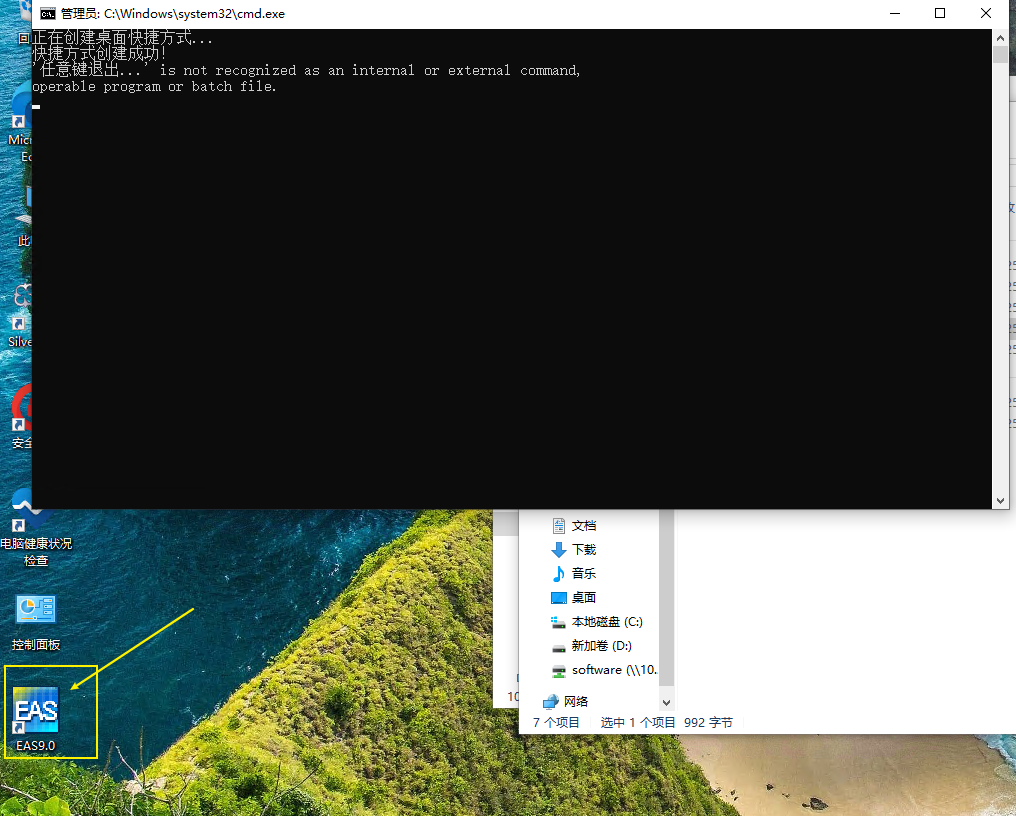 管理员: C:\Windows\system32\cmd.exe
正在创建桌面快捷方式...
快捷方式创建成功!
'任意键退出...' is not recognized as an internal or external command,
operable program or batch file.
回
Micr
Ed
此
Silve
安全
电脑健康状况
检查
控制面板
EAS
EAS9.0
文档
下载
音乐
桌面
本地磁盘 (C:)
新加卷 (D:)
software (\\10.
网络
10
7 个项目
选中 1 个项目 992 字节